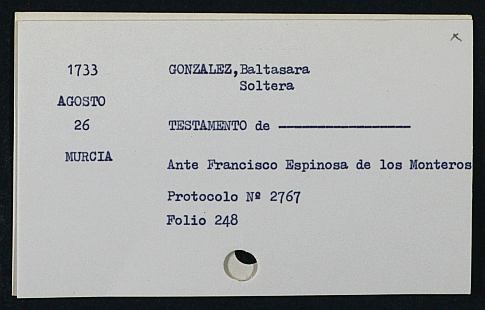 1733 GONZALEZ,Baltasara
Soltera
AGOSTO
26 TESTAMENTO de ————————
MURCIA Ante Francisco Espinosa de los Monteros
Protocolo Nº 2767
Folio 248